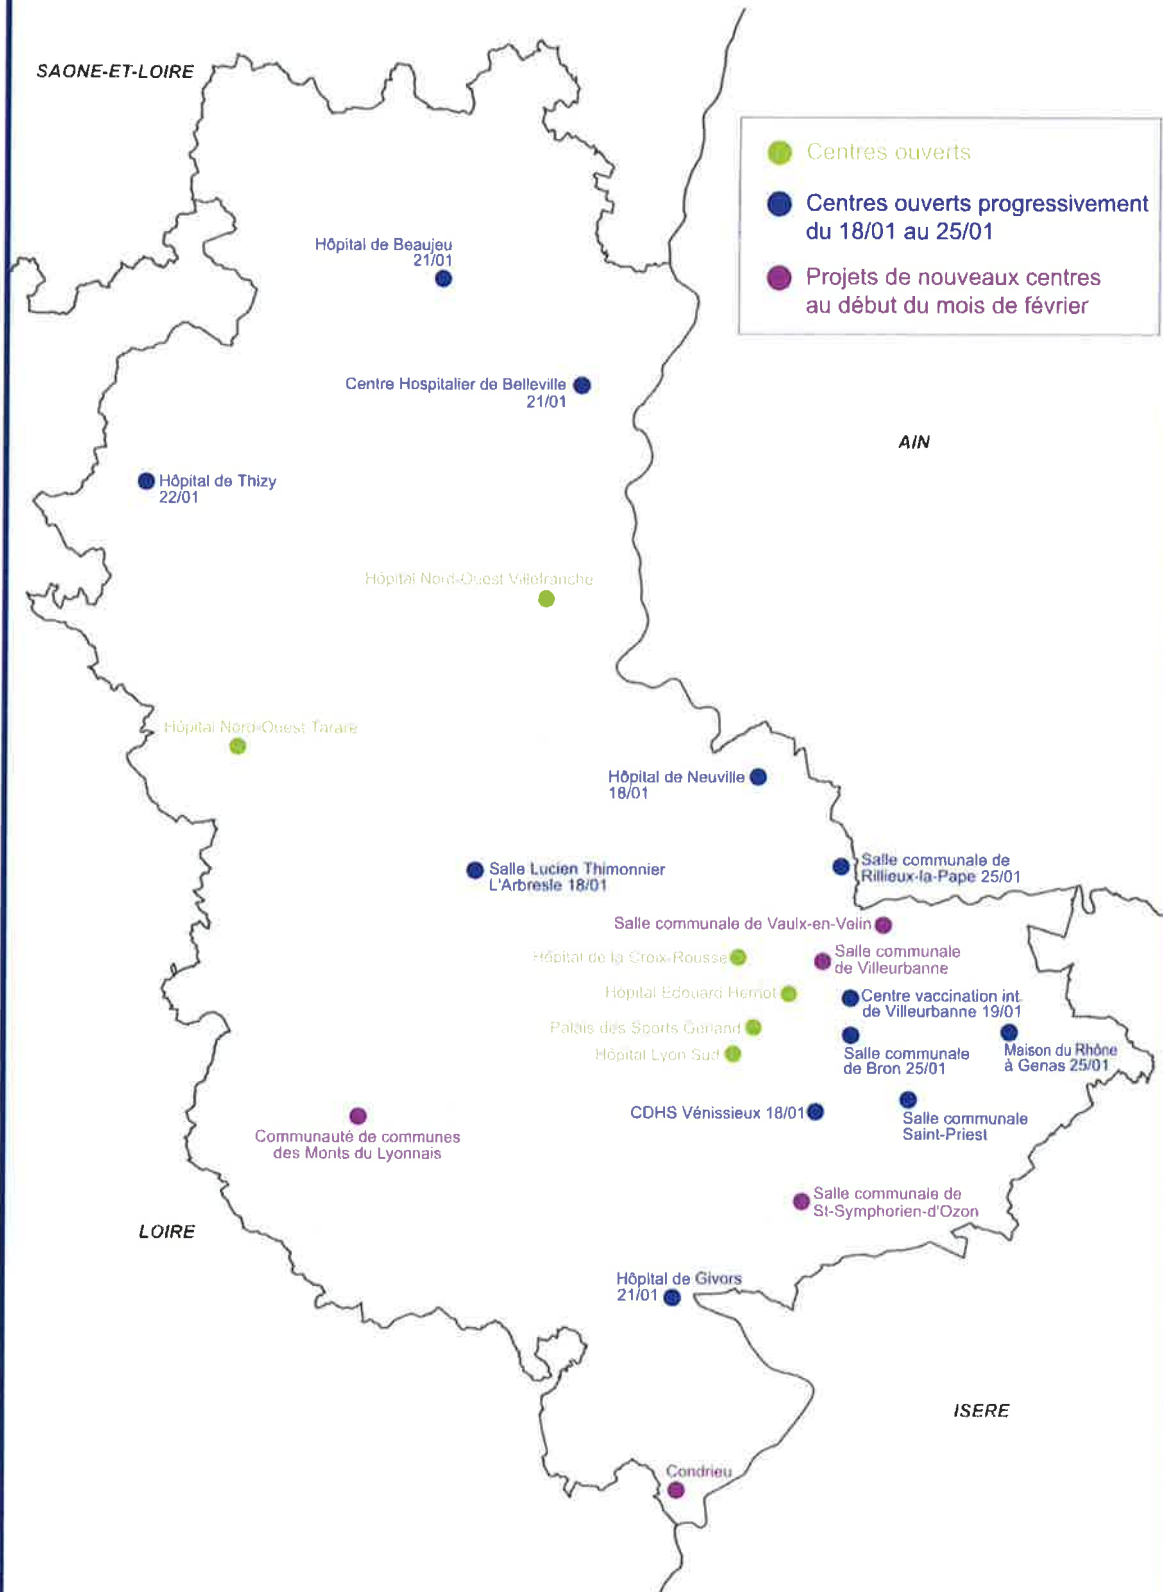 SAONE-ET-LOIRE
Centres ouverts
Centres ouverts progressivement
du 18/01 au 25/01
Projets de nouveaux centres
au début du mois de février
Hôpital de Beaujeu
21/01
Centre Hospitalier de Belleville
21/01
AIN
Hôpital de Thizy
22/01
Hôpital Nord-Ouest Villefranche
Hôpital Nord-Ouest Tarare
Hôpital de Neuville
18/01
Salle Lucien Thimonnier
L'Arbresle 18/01
Salle communale de
Rillieux-la-Pape 25/01
Salle communale de Vaulx-en-Velin
Hôpital de la Croix-Rousse
Salle communale
de Villeurbanne
Hôpital Edouard Herriot
Centre vaccination int.
de Villeurbanne 19/01
Palais des Sports Gerland
Hôpital Lyon Sud
Salle communale
de Bron 25/01
Maison du Rhône
à Genas 25/01
CDHS Vénissieux 18/01
Salle communale
Saint-Priest
Communauté de communes
des Monts du Lyonnais
Salle communale de
St-Symphorien-d'Ozon
LOIRE
Hôpital de Givors
21/01
ISERE
Condrieu